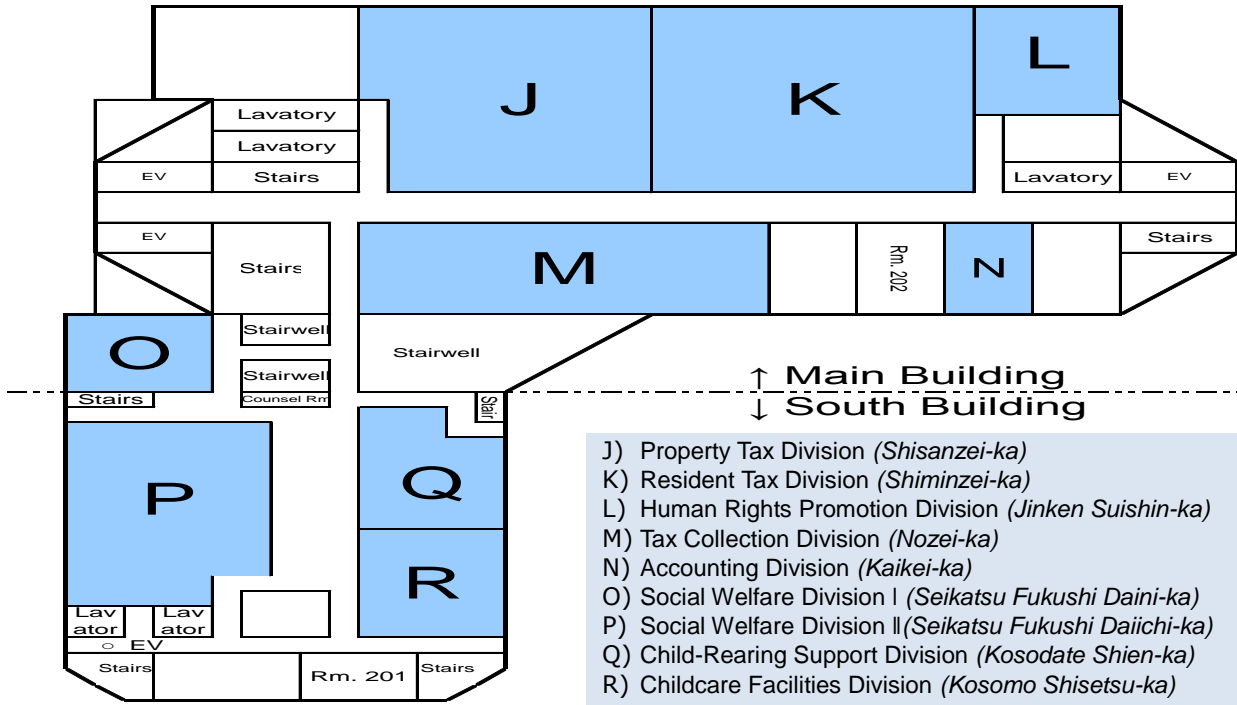 J
K
L
Lavatory
Lavatory
EV
Stairs
Lavatory
EV
EV
Stairs
M
Rm. 202
N
Stairs
O
Stairwell
Stairwell
Stairwell
↑ Main Building
Stairs
Counsel Rm
Stair
↓ South Building
P
Q
R
Lav
ator
Lav
ator
○ EV
Stairs
Rm. 201
Stairs
J) Property Tax Division (Shisanzei-ka)
K) Resident Tax Division (Shiminzei-ka)
L) Human Rights Promotion Division (Jinken Suishin-ka)
M) Tax Collection Division (Nozei-ka)
N) Accounting Division (Kaikei-ka)
O) Social Welfare Division Ⅰ (Seikatsu Fukushi Daini-ka)
P) Social Welfare Division Ⅱ(Seikatsu Fukushi Daiichi-ka)
Q) Child-Rearing Support Division (Kosodate Shien-ka)
R) Childcare Facilities Division (Kosomo Shisetsu-ka)